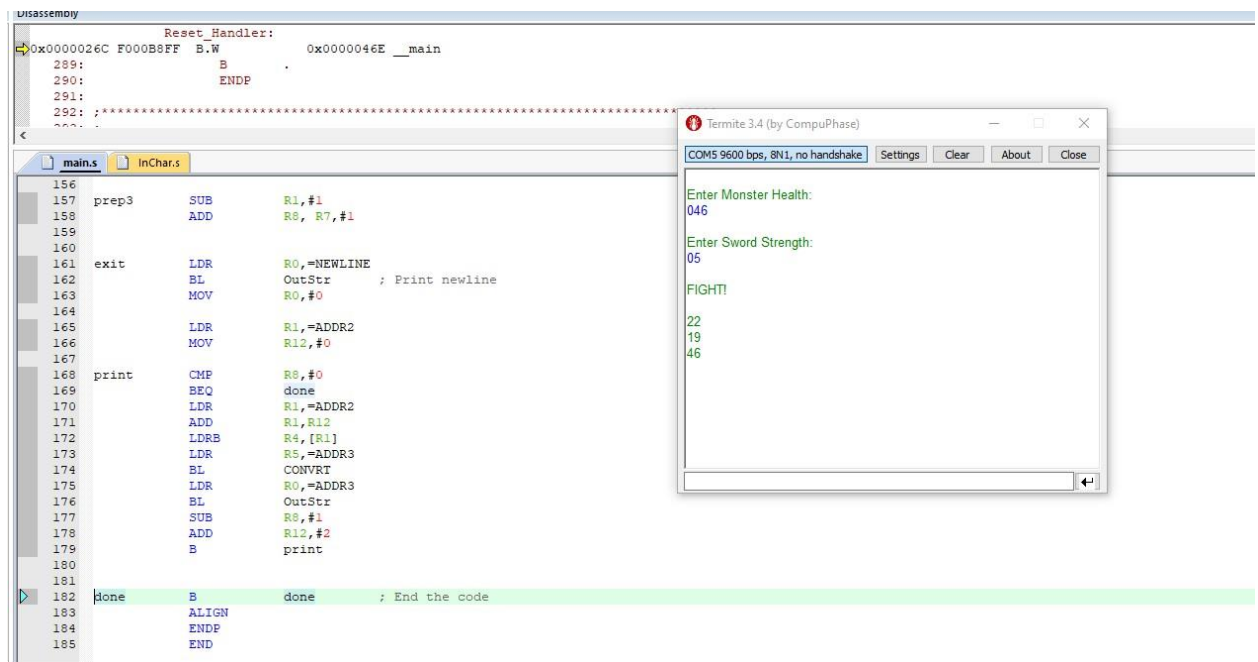 Disassembly
Reset_Handler:
0x0000026C F000B8FF B.W 0x0000046E __main
289: B .
290: ENDP
291:
292: ;******************************************************************************
main.s InChar.s
156
157 prep3 SUB R1,#1
158 ADD R8, R7,#1
159
160
161 exit LDR R0,=NEWLINE
162 BL OutStr ; Print newline
163 MOV R0,#0
164
165 LDR R1,=ADDR2
166 MOV R12,#0
167
168 print CMP R8,#0
169 BEQ done
170 LDR R1,=ADDR2
171 ADD R1,R12
172 LDRB R4,[R1]
173 LDR R5,=ADDR3
174 BL CONVRT
175 LDR R0,=ADDR3
176 BL OutStr
177 SUB R8,#1
178 ADD R12,#2
179 B print
180
181
182 done B done ; End the code
183 ALIGN
184 ENDP
185 END
Termite 3.4 (by CompuPhase)
COM5 9600 bps, 8N1, no handshake Settings Clear About Close
Enter Monster Health:
046
Enter Sword Strength:
05
FIGHT!
22
19
46